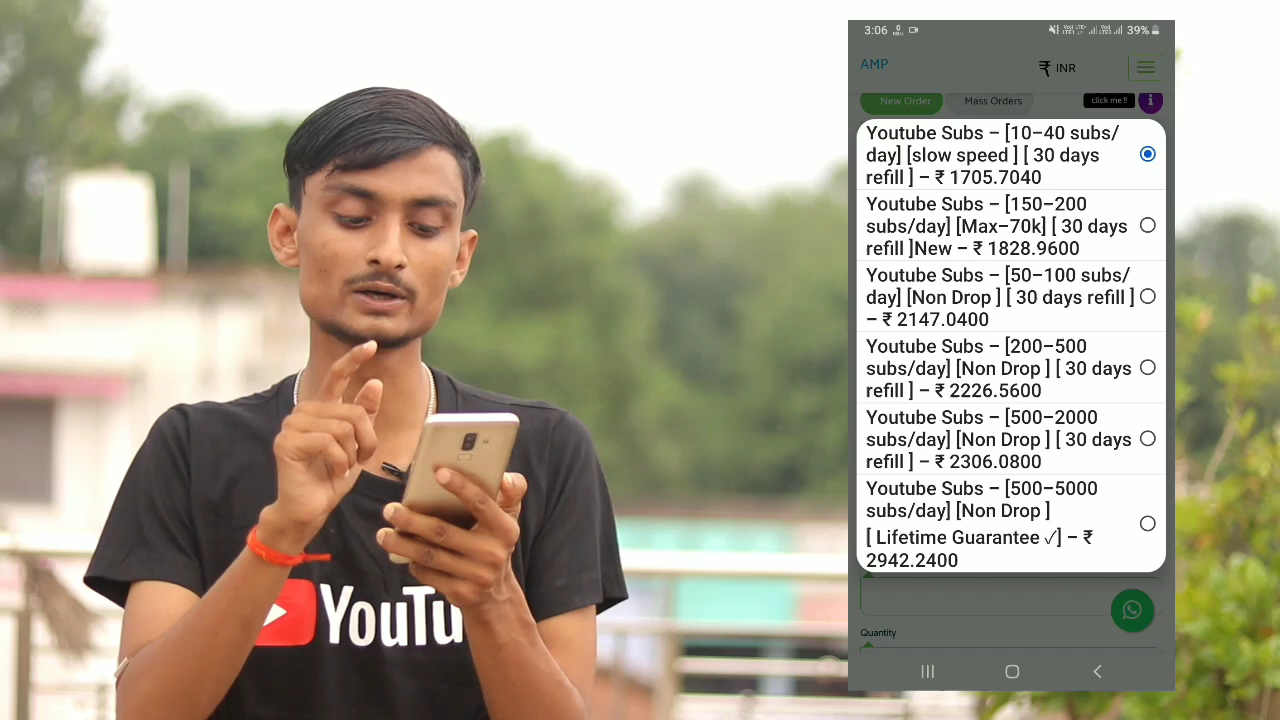 3:06
39%
AMP
₹ INR
New Order
Mass Orders
click me !!
i
Youtube Subs – [10–40 subs/
day] [slow speed ] [ 30 days
refill ] – ₹ 1705.7040
Youtube Subs – [150–200
subs/day] [Max–70k] [ 30 days
refill ]New – ₹ 1828.9600
Youtube Subs – [50–100 subs/
day] [Non Drop ] [ 30 days refill ]
– ₹ 2147.0400
Youtube Subs – [200–500
subs/day] [Non Drop ] [ 30 days
refill ] – ₹ 2226.5600
Youtube Subs – [500–2000
subs/day] [Non Drop ] [ 30 days
refill ] – ₹ 2306.0800
Youtube Subs – [500–5000
subs/day] [Non Drop ]
[ Lifetime Guarantee ✓] – ₹
2942.2400
Quantity
YouTu